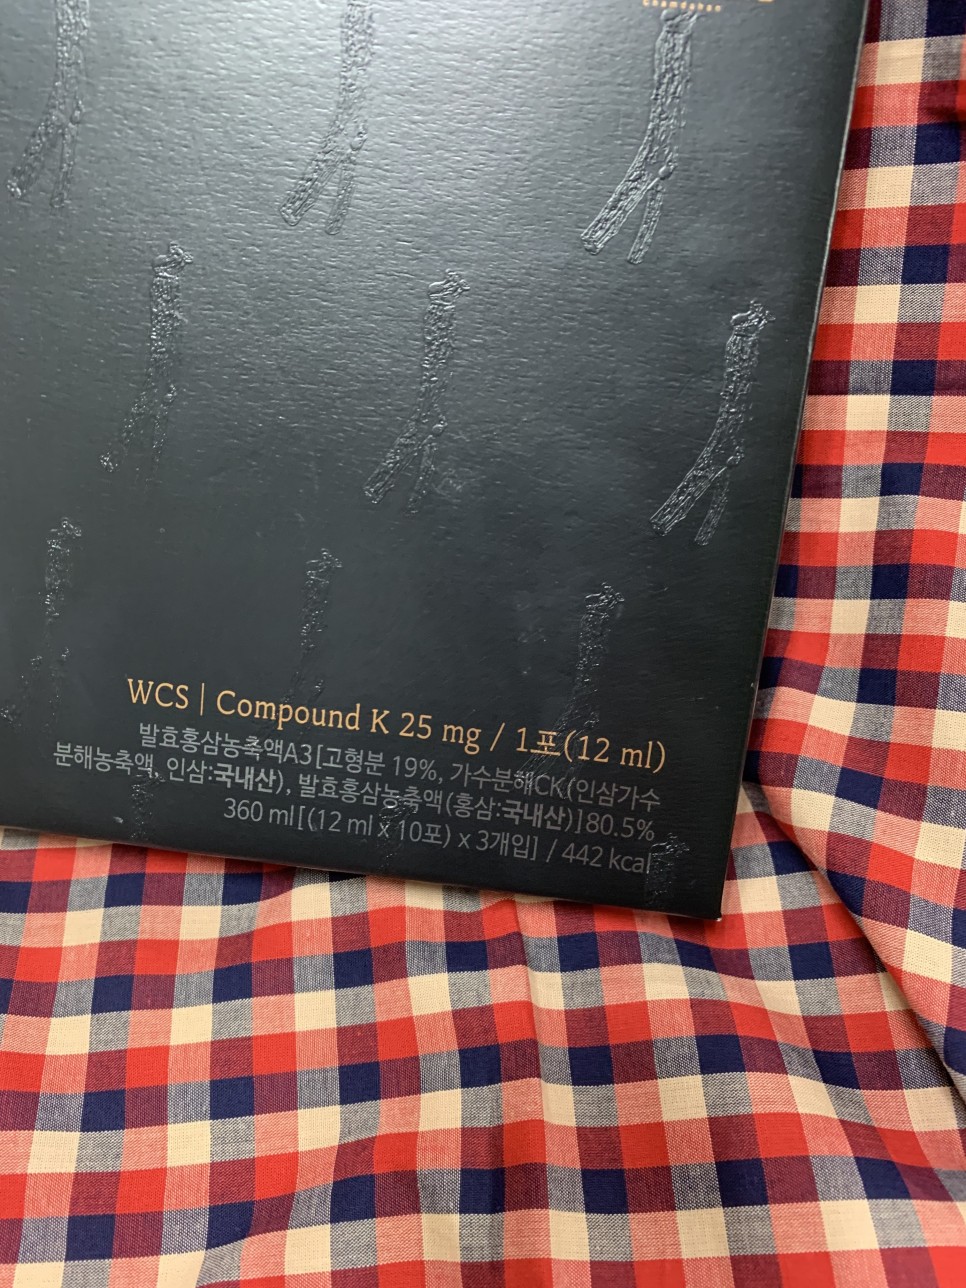 Chamdahan
WCS | Compound K 25 mg / 1포(12 ml)
발효홍삼농축액A3[고형분 19%, 가수분해CK(인삼가수
분해농축액, 인삼:국내산), 발효홍삼농축액(홍삼:국내산)]80.5%
360 ml[(12 ml x 10포) x 3개입] / 442 kcal